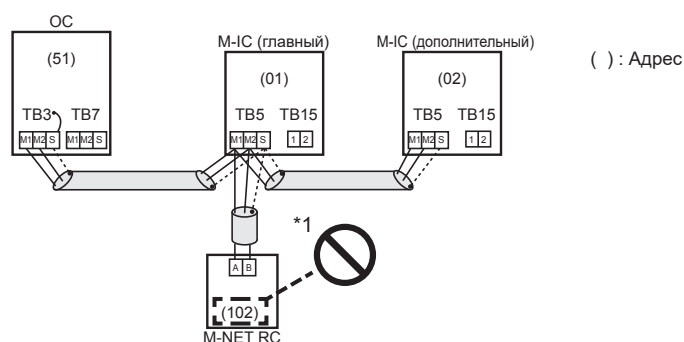 OC
(51)
TB3 TB7
M1 M2 S M1 M2 S
M-IC (главный)
(01)
TB5 TB15
M1 M2 S 1 2
M-IC (дополнительный)
(02)
TB5 TB15
M1 M2 S 1 2
( ) : Адрес
*1
A B
(102)
M-NET RC